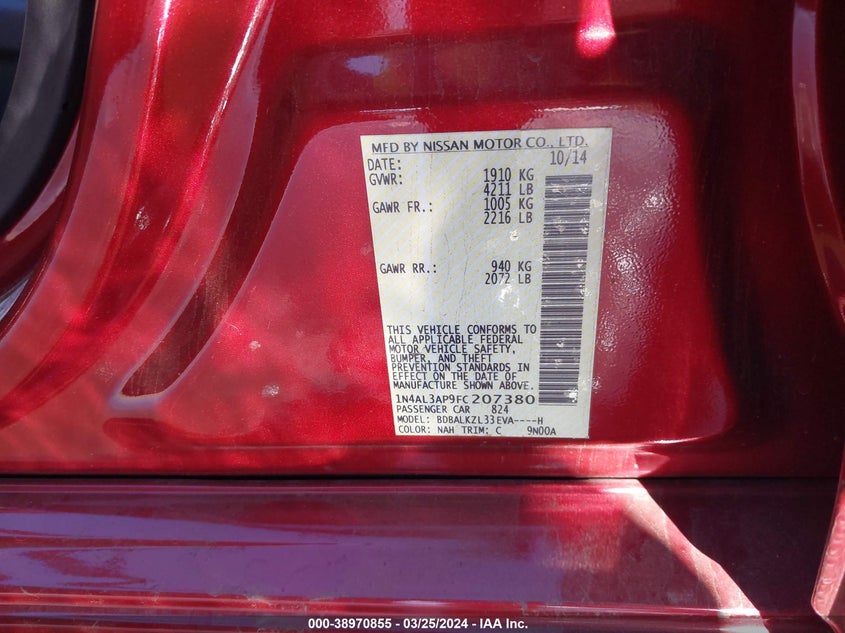 MFD BY NISSAN MOTOR CO., LTD.
DATE: 10/14
GVWR: 1910 KG
4211 LB
GAWR FR.: 1005 KG
2216 LB
GAWR RR.: 940 KG
2072 LB
THIS VEHICLE CONFORMS TO
ALL APPLICABLE FEDERAL
MOTOR VEHICLE SAFETY,
BUMPER, AND THEFT
PREVENTION STANDARDS IN
EFFECT ON THE DATE OF
MANUFACTURE SHOWN ABOVE.
1N4AL3AP9FC207380
PASSENGER CAR 824
MODEL: BDBALKZL33EVA----H
COLOR: NAH TRIM: C 9N00A
000-38970855 - 03/25/2024 - IAA Inc.